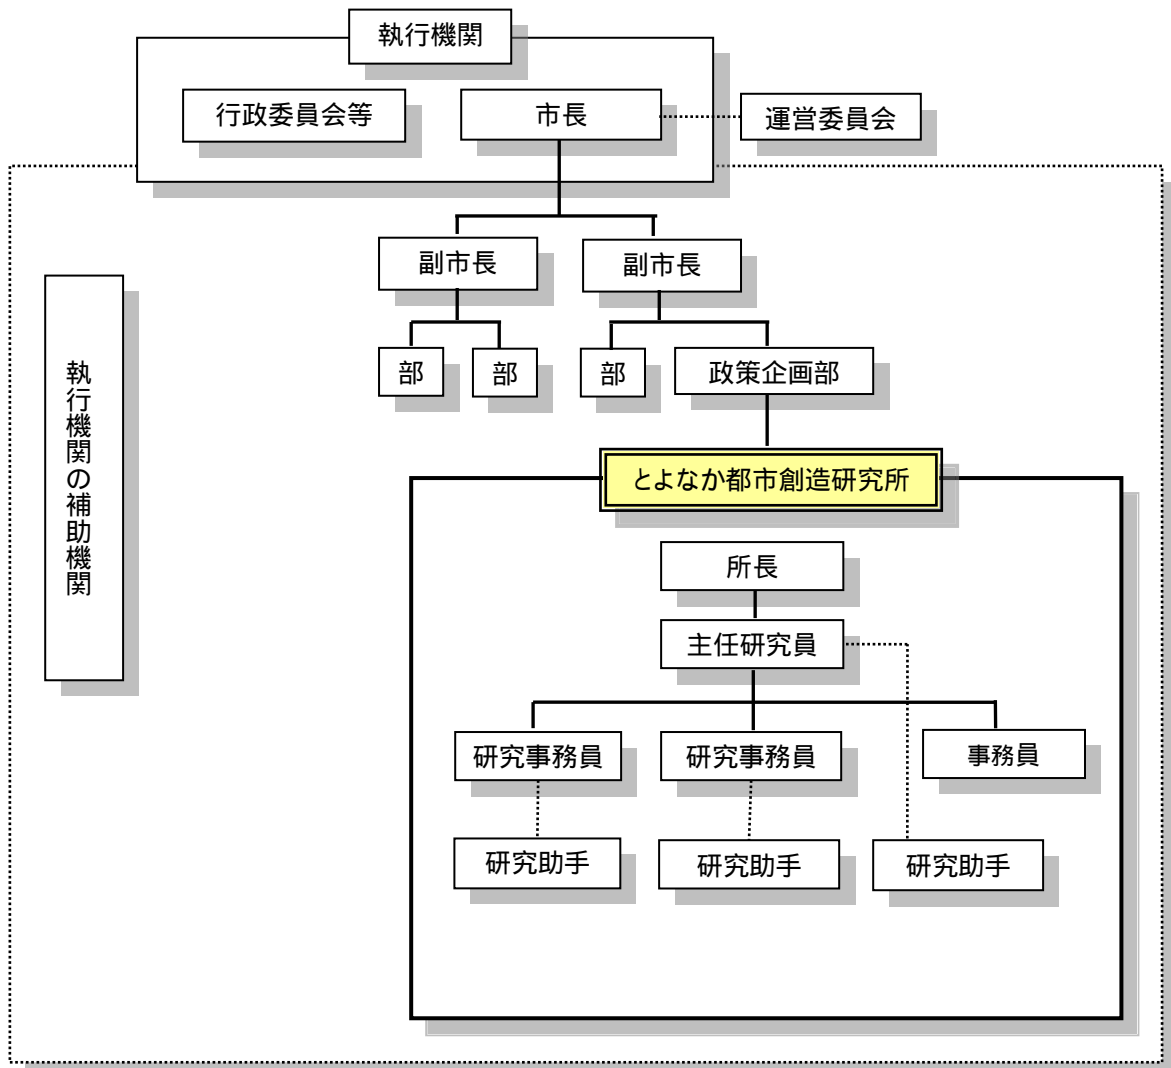 執行機関
行政委員会等
市長
運営委員会
副市長
副市長
執行機関の補助機関
部
部
部
政策企画部
とよなか都市創造研究所
所長
主任研究員
研究事務員
研究事務員
事務員
研究助手
研究助手
研究助手